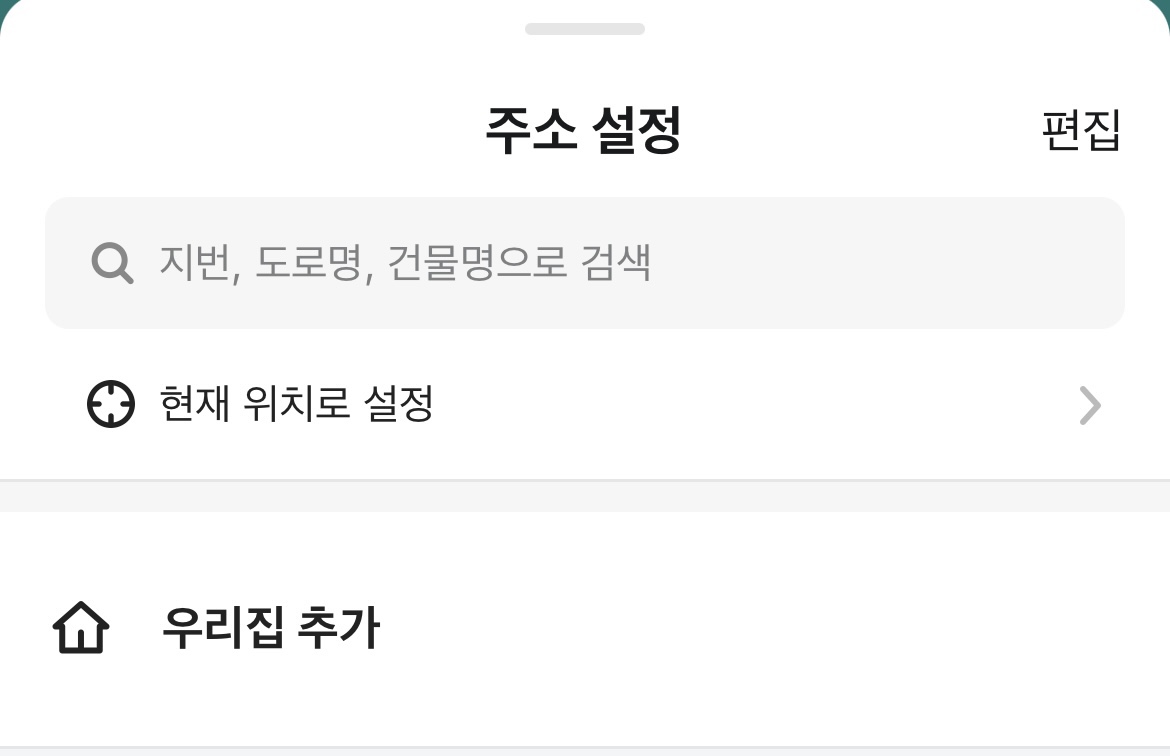 주소 설정
편집
지번, 도로명, 건물명으로 검색
현재 위치로 설정
우리집 추가